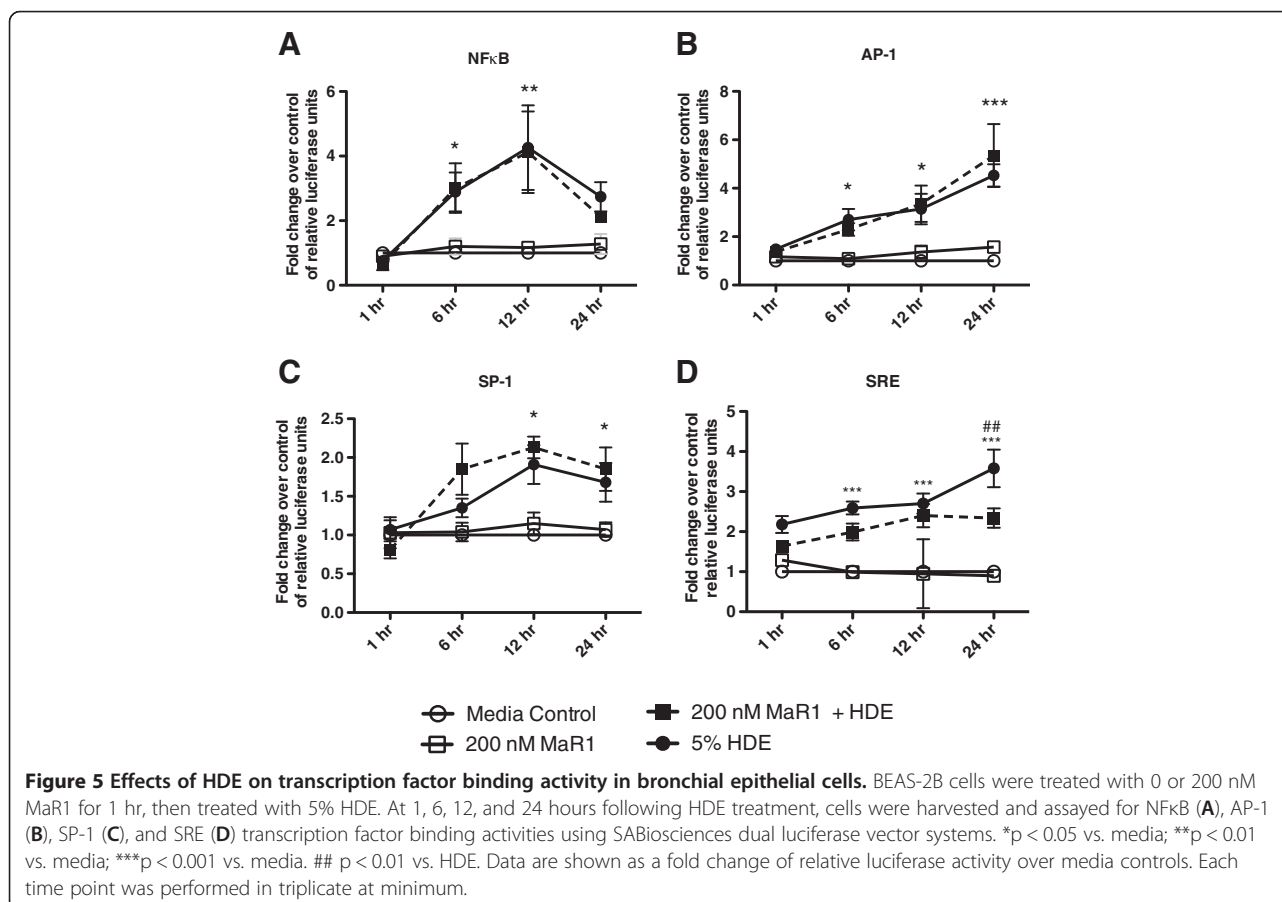 A
NFκB
Fold change over control
of relative luciferase units
6
4
2
0
*
**
1 hr
6 hr
12 hr
24 hr
B
AP-1
Fold change over control
of relative luciferase units
8
6
4
2
0
*
*
***
1 hr
6 hr
12 hr
24 hr
C
SP-1
Fold change over control
of relative luciferase units
2.5
2.0
1.5
1.0
0.5
0.0
*
*
1 hr
6 hr
12 hr
24 hr
D
SRE
Fold change over control
relative luciferase units
5
4
3
2
1
0
***
***
##
***
1 hr
6 hr
12 hr
24 hr
Media Control
200 nM MaR1 + HDE
200 nM MaR1
5% HDE
Figure 5 Effects of HDE on transcription factor binding activity in bronchial epithelial cells. BEAS-2B cells were treated with 0 or 200 nM
MaR1 for 1 hr, then treated with 5% HDE. At 1, 6, 12, and 24 hours following HDE treatment, cells were harvested and assayed for NFκB (A), AP-1
(B), SP-1 (C), and SRE (D) transcription factor binding activities using SABiosciences dual luciferase vector systems. *p < 0.05 vs. media; **p < 0.01
vs. media; ***p < 0.001 vs. media. ## p < 0.01 vs. HDE. Data are shown as a fold change of relative luciferase activity over media controls. Each
time point was performed in triplicate at minimum.